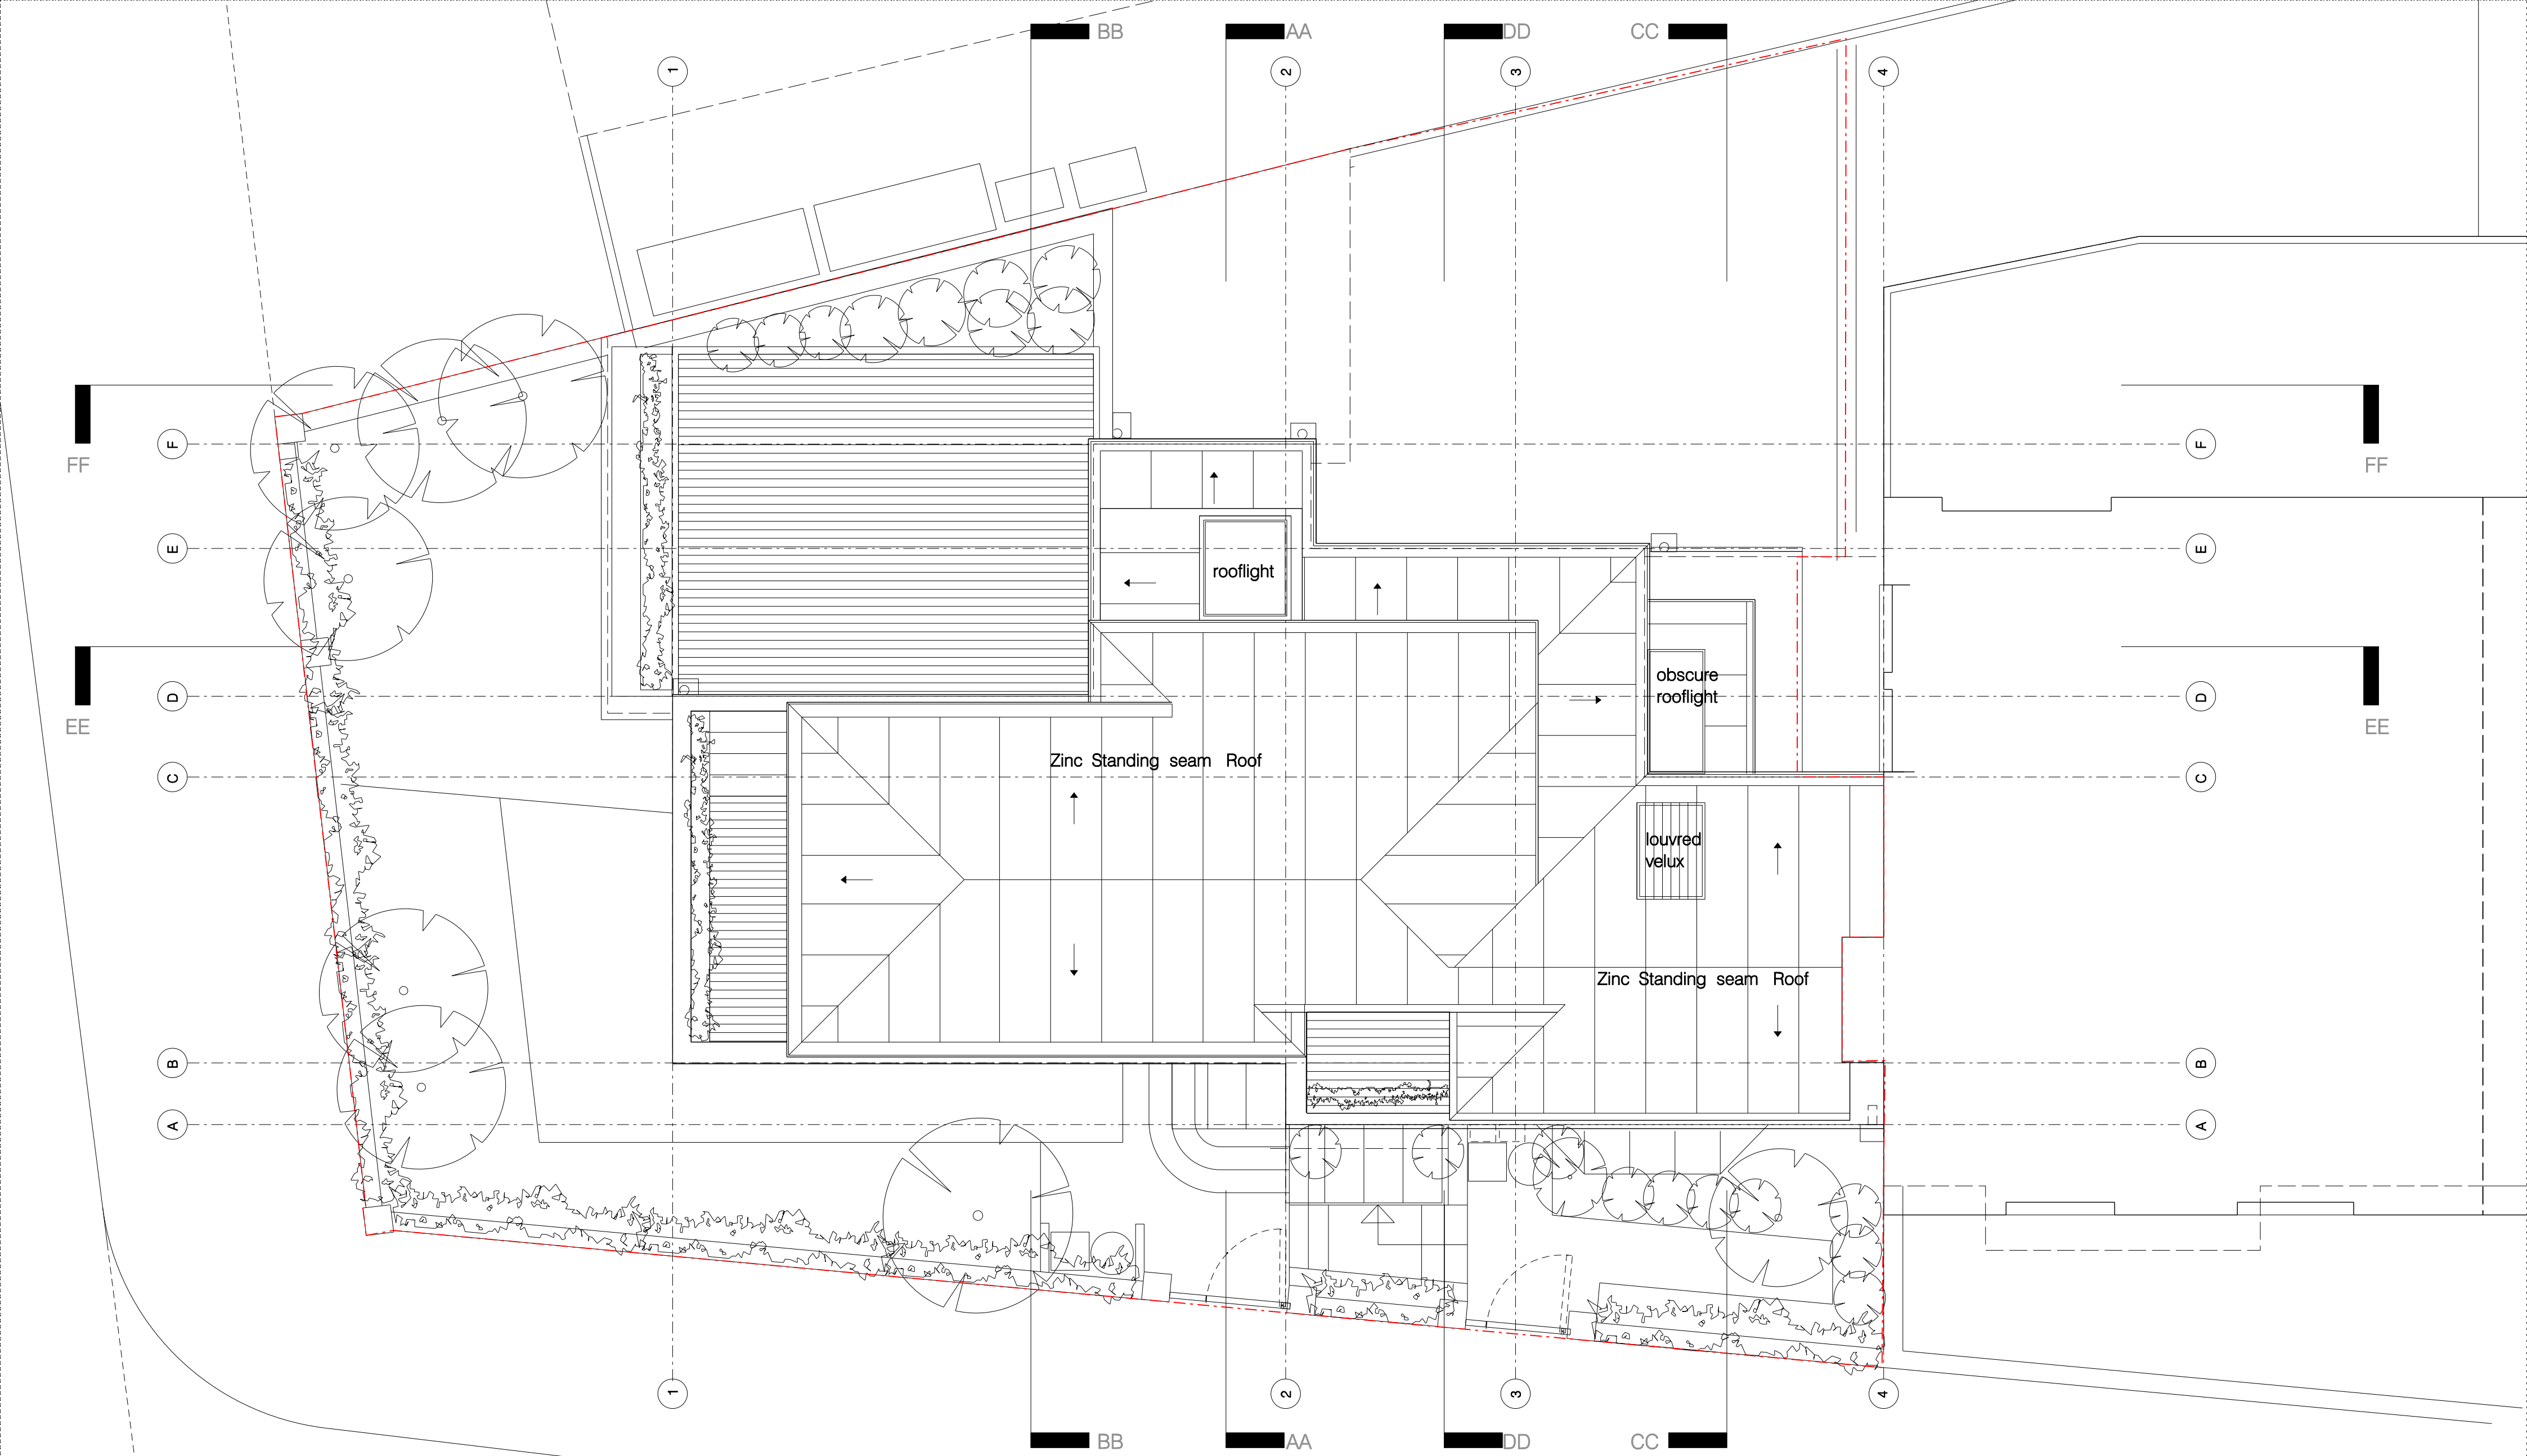 BB
AA
DD
CC
1
2
3
4
F
F
FF
FF
E
E
rooflight
obscure
rooflight
D
D
EE
EE
Zinc Standing seam Roof
C
C
louvred
velux
Zinc Standing seam Roof
B
B
A
A
1
2
3
4
BB
AA
DD
CC